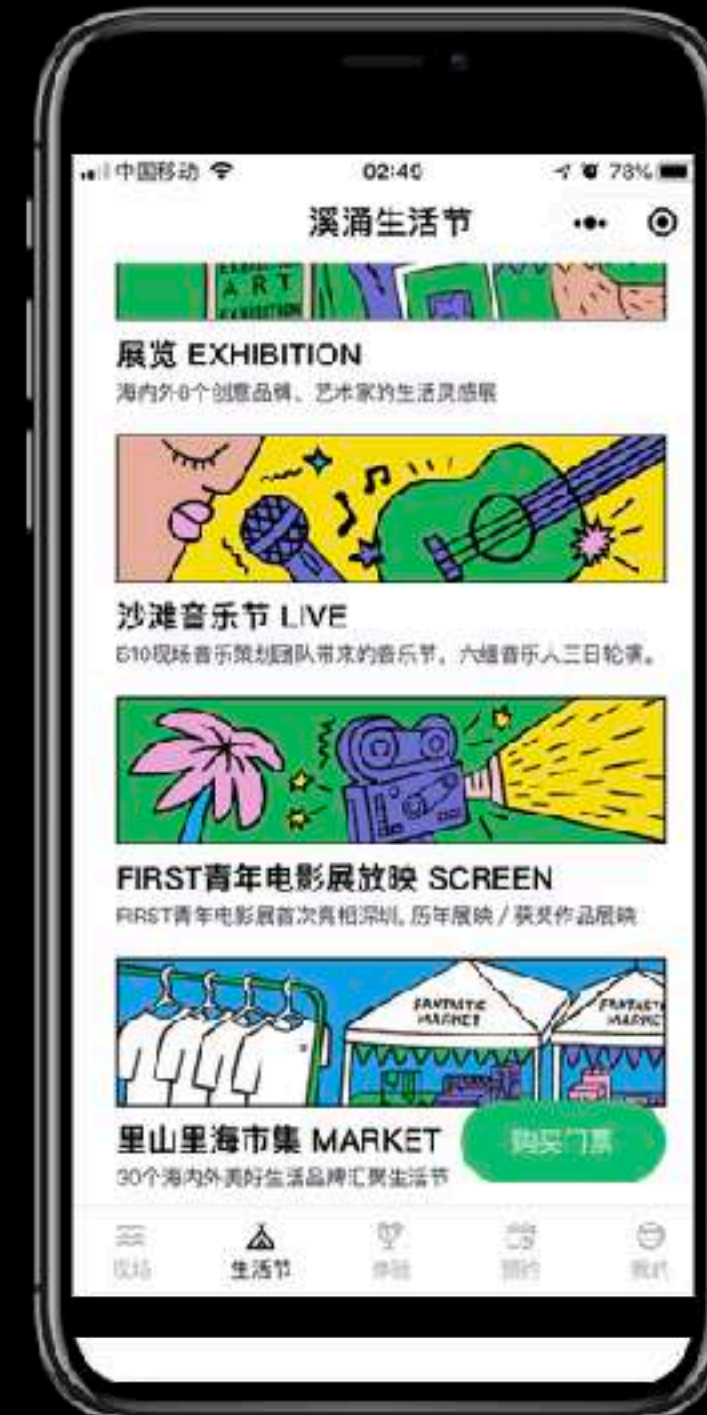 中国移动
02:40
78%
溪涌生活节
ART
展览 EXHIBITION
海内外8个创意品牌、艺术家的生活灵感展
沙滩音乐节 LIVE
B10现场音乐策划团队带来的音乐节，六组音乐人三日轮演。
FIRST青年电影展放映 SCREEN
FIRST青年电影展首次亮相深圳，历年展映 / 获奖作品展映
FANTASTIC MARKET
FANTASTIC MARKET
里山里海市集 MARKET
购买门票
30个海内外美好生活品牌汇聚生活节
现场
生活节
体验
预约
我的